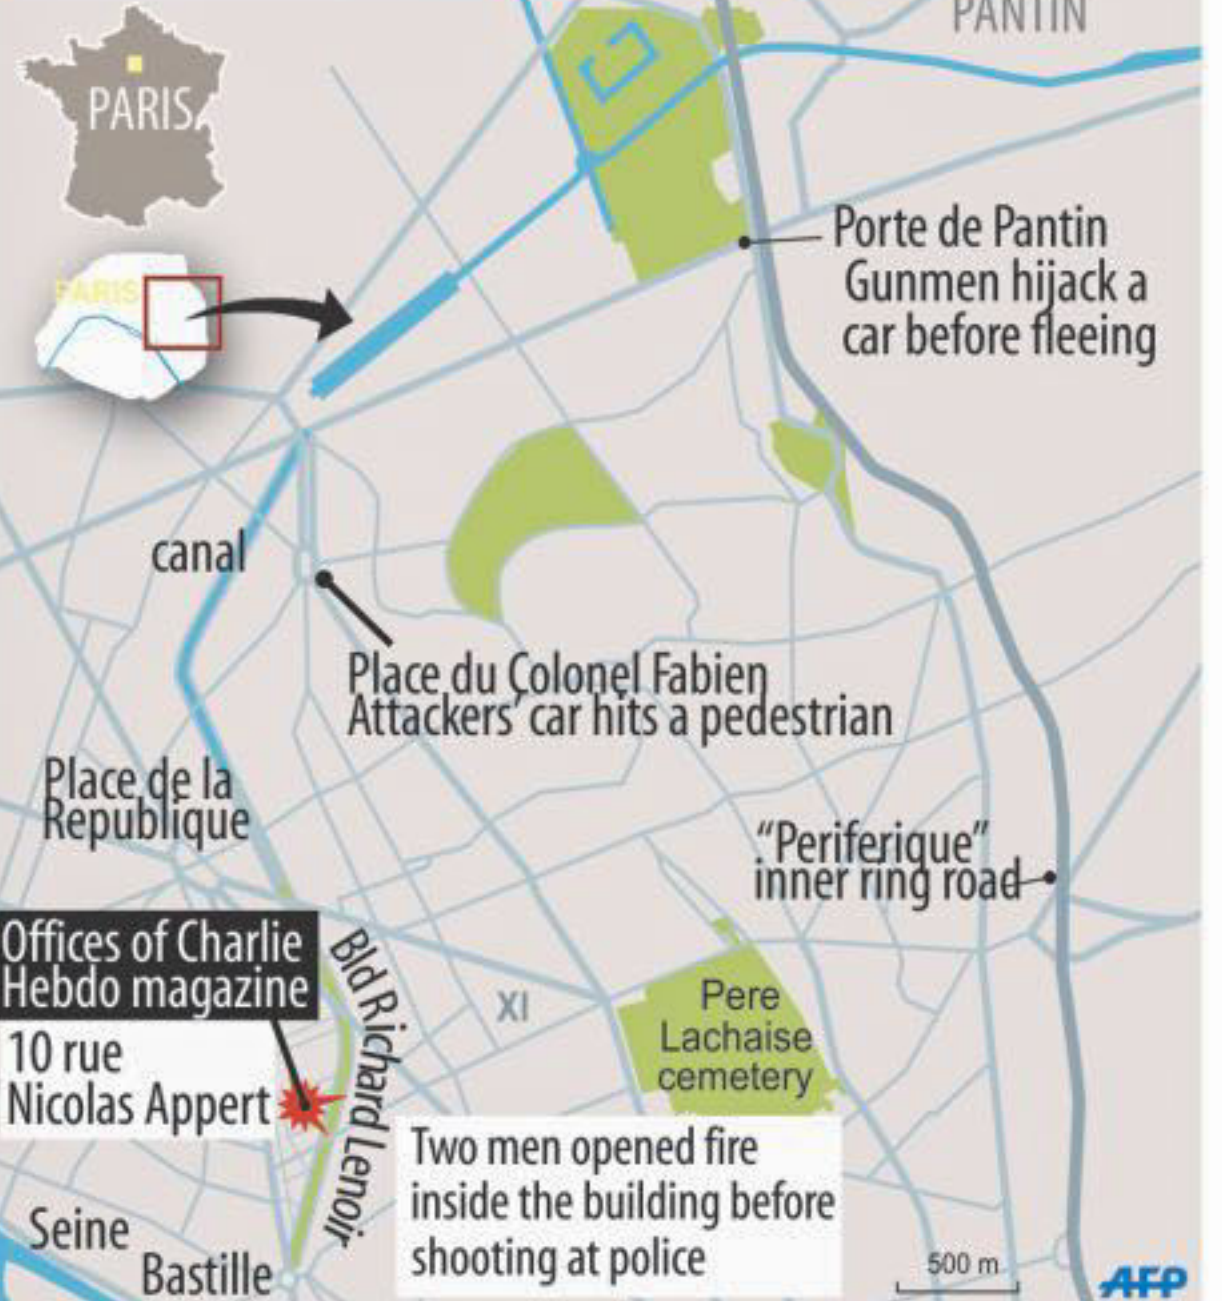 PANTIN
PARIS
PARIS
Porte de Pantin
Gunmen hijack a
car before fleeing
canal
Place du Colonel Fabien
Attackers' car hits a pedestrian
Place de la
Republique
"Periferique"
inner ring road
Offices of Charlie
Hebdo magazine
10 rue
Nicolas Appert
Bld Richard Lenoir
XI
Pere
Lachaise
cemetery
Two men opened fire
inside the building before
shooting at police
Seine
Bastille
500 m
AFP